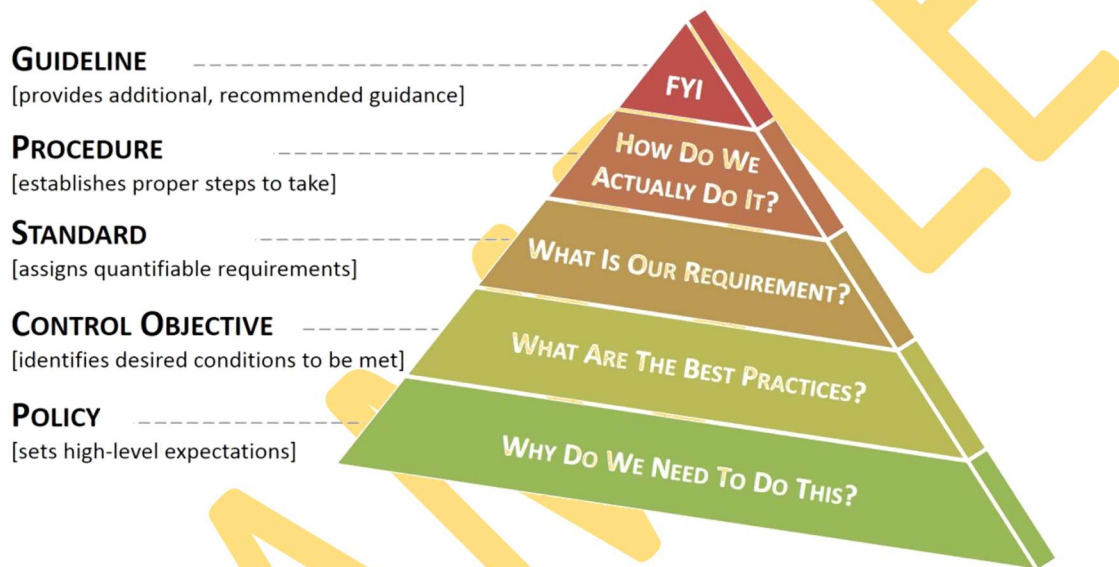 GUIDELINE
[provides additional, recommended guidance]
PROCEDURE
[establishes proper steps to take]
STANDARD
[assigns quantifiable requirements]
CONTROL OBJECTIVE
[identifies desired conditions to be met]
POLICY
[sets high-level expectations]
FYI
HOW DO WE
ACTUALLY DO IT?
WHAT IS OUR REQUIREMENT?
WHAT ARE THE BEST PRACTICES?
WHY DO WE NEED TO DO THIS?